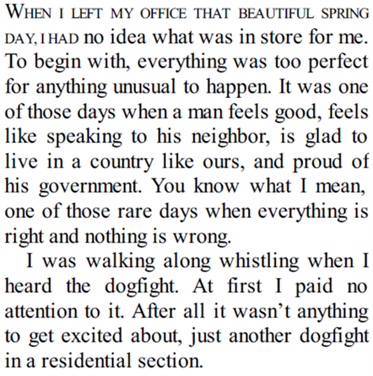 WHEN I LEFT MY OFFICE THAT BEAUTIFUL SPRING
DAY, I HAD no idea what was in store for me.
To begin with, everything was too perfect
for anything unusual to happen. It was one
of those days when a man feels good, feels
like speaking to his neighbor, is glad to
live in a country like ours, and proud of
his government. You know what I mean,
one of those rare days when everything is
right and nothing is wrong.
I was walking along whistling when I
heard the dogfight. At first I paid no
attention to it. After all it wasn’t anything
to get excited about, just another dogfight
in a residential section.